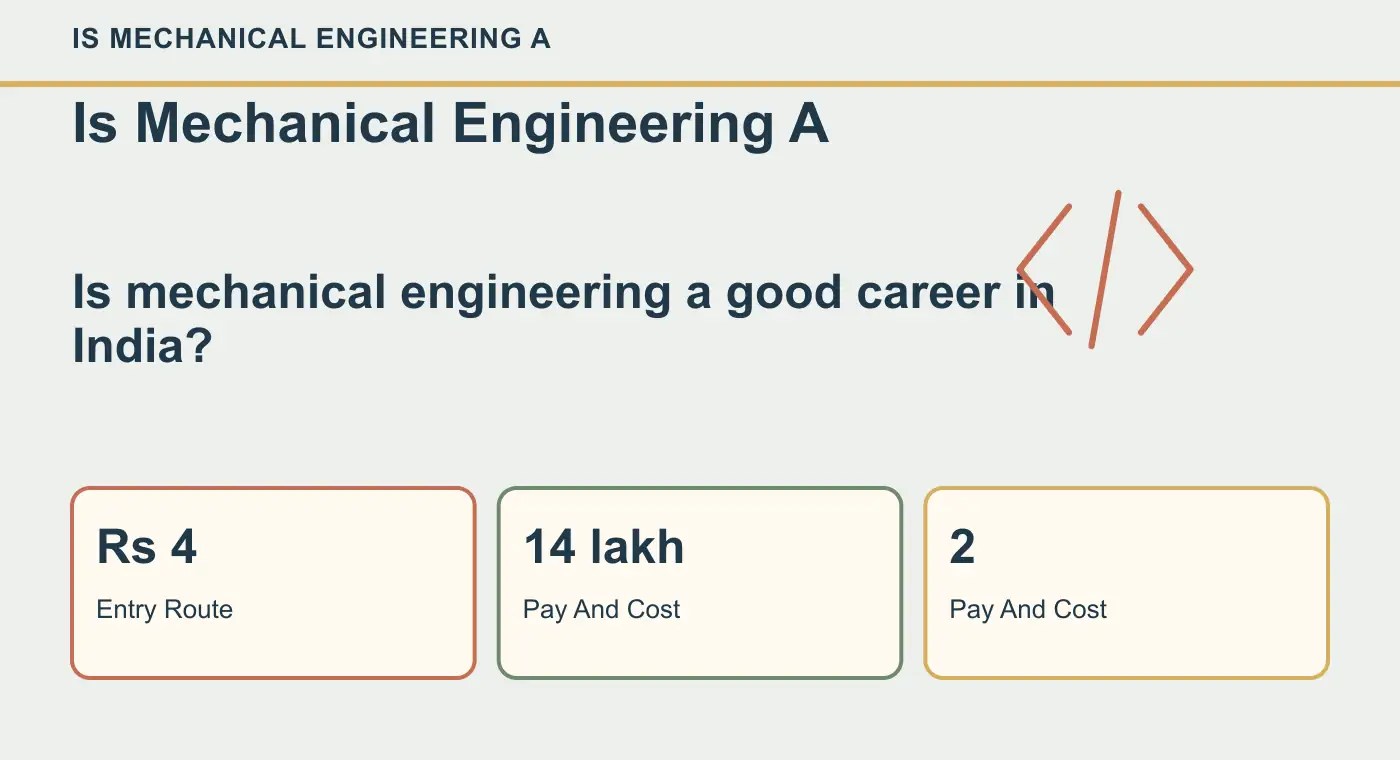 IS MECHANICAL ENGINEERING A
Is Mechanical Engineering A
Is mechanical engineering a good career in
India?
Rs 4
Entry Route
14 lakh
Pay And Cost
2
Pay And Cost